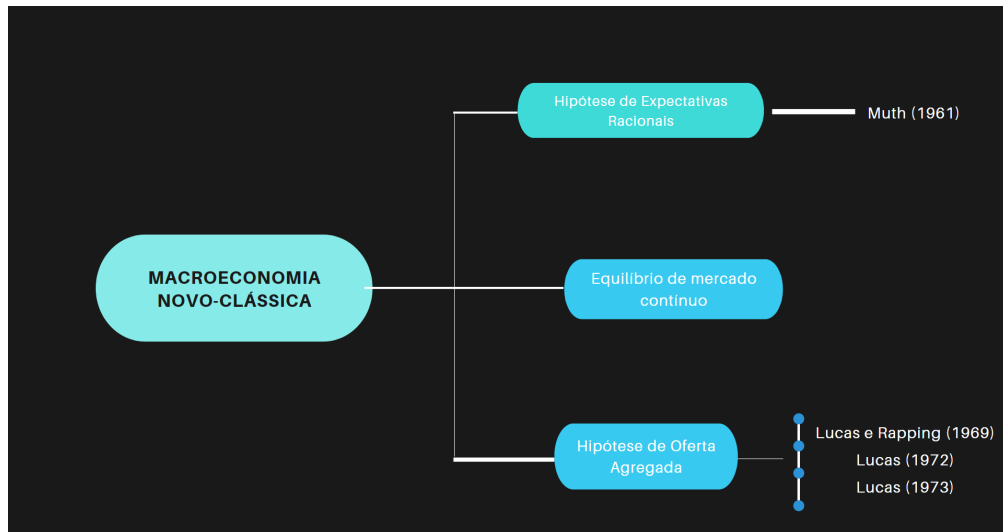 Hipótese de Expectativas
Racionais
Muth (1961)
MACROECONOMIA
NOVO-CLÁSSICA
Equilíbrio de mercado
contínuo
Hipótese de Oferta
Agregada
Lucas e Rapping (1969)
Lucas (1972)
Lucas (1973)